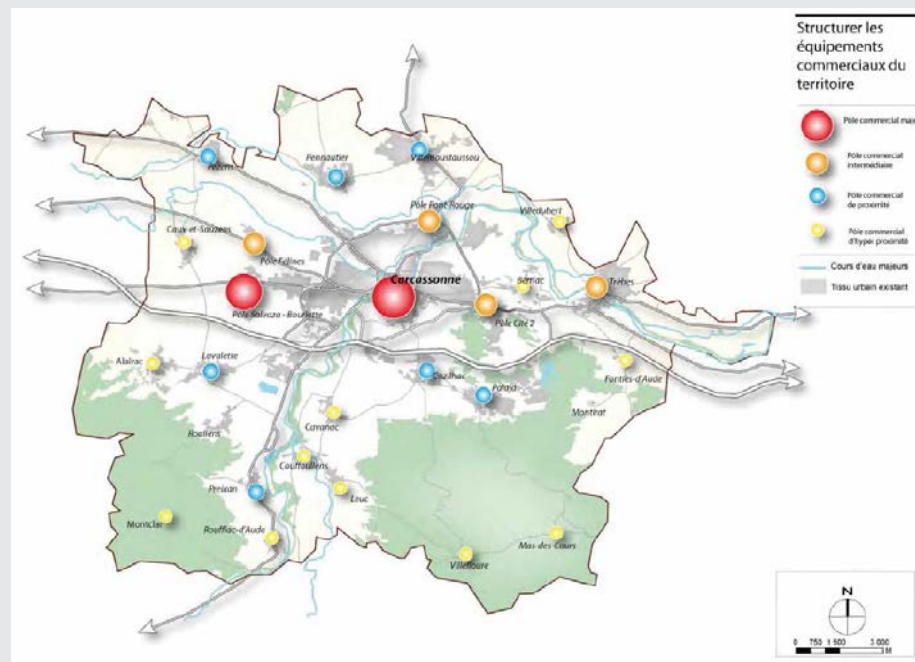 Structurer les
équipements
commerciaux du
territoire
Pôle commercial
Pôle commercial
intermédiaire
Pôle commercial
de proximité
Pôle commercial
d'hyper proximité
Cours d'eau majeurs
Tissu urbain existant
Pezens
Pennautier
Villemoustaussou
Pôle Pont Rouge
Villedubert
Caux-et-Sauzens
Carcassonne
Berriac
Trèbes
Pôle Salvaza - Bouriette
Pôle Cité 2
Alairac
Lavalette
Cazilhac
Palaja
Fontiès-d'Aude
Montirat
Roullens
Cavanac
Couffoulens
Preixan
Leuc
Montclar
Rouffiac-d'Aude
Villefloure
Mas-des-Cours
N
0 750 1 500 3 000
M